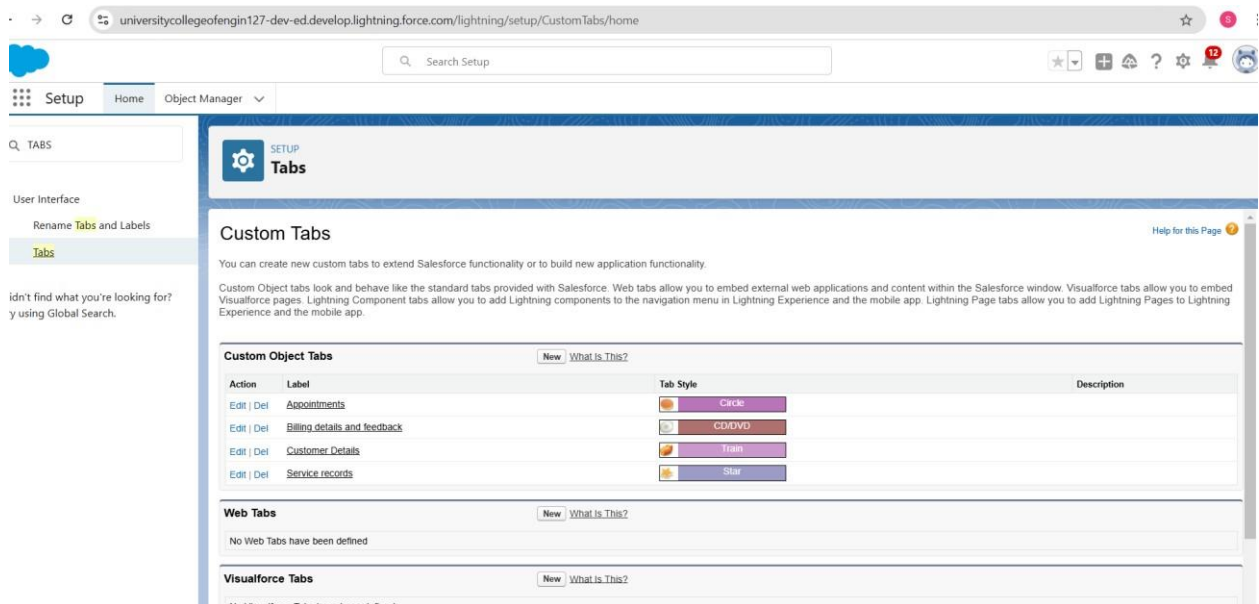 universitycollegeofengin127-dev-ed.develop.lightning.force.com/lightning/setup/CustomTabs/home
S
Search Setup
12
Setup
Home
Object Manager
TABS
SETUP
Tabs
User Interface
Rename Tabs and Labels
Tabs
idn't find what you're looking for?
y using Global Search.
Custom Tabs
Help for this Page
You can create new custom tabs to extend Salesforce functionality or to build new application functionality.
Custom Object tabs look and behave like the standard tabs provided with Salesforce. Web tabs allow you to embed external web applications and content within the Salesforce window. Visualforce tabs allow you to embed
Visualforce pages. Lightning Component tabs allow you to add Lightning components to the navigation menu in Lightning Experience and the mobile app. Lightning Page tabs allow you to add Lightning Pages to Lightning
Experience and the mobile app.
Custom Object Tabs New What Is This?
Action Label Tab Style Description
Edit | Del Appointments Circle
Edit | Del Billing details and feedback CD/DVD
Edit | Del Customer Details Train
Edit | Del Service records Star
Web Tabs New What Is This?
No Web Tabs have been defined
Visualforce Tabs New What Is This?